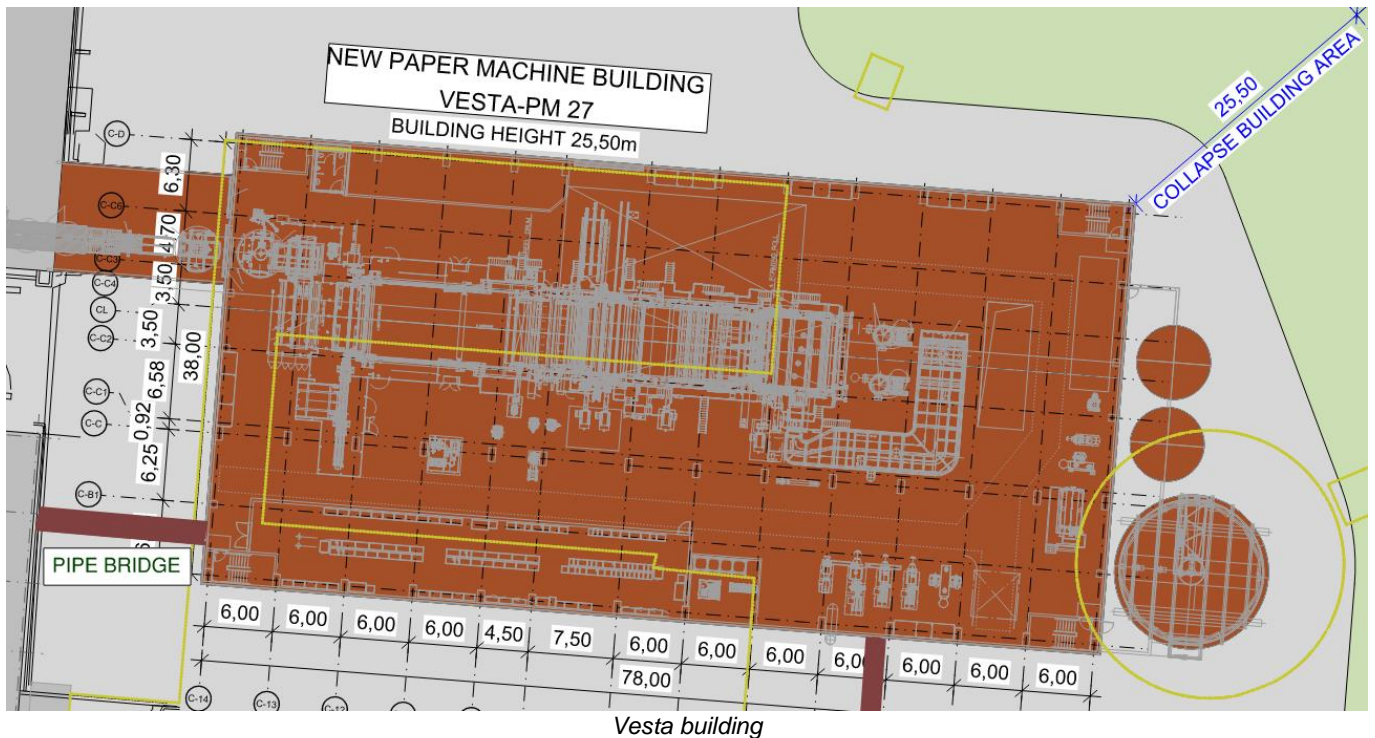 NEW PAPER MACHINE BUILDING
VESTA-PM 27
BUILDING HEIGHT 25,50m
25,50
COLLAPSE BUILDING AREA
C-D
6,30
C-C6
4,70
C-C3
3,50
C-C4
CL
3,50
C-C2
38,00
6,58
C-C1
0,92
C-C
6,25
C-B1
PIPE BRIDGE
6,00
6,00
6,00
6,00
4,50
7,50
6,00
6,00
6,00
6,00
6,00
6,00
78,00
C-14
C-13
C-12
Vesta building